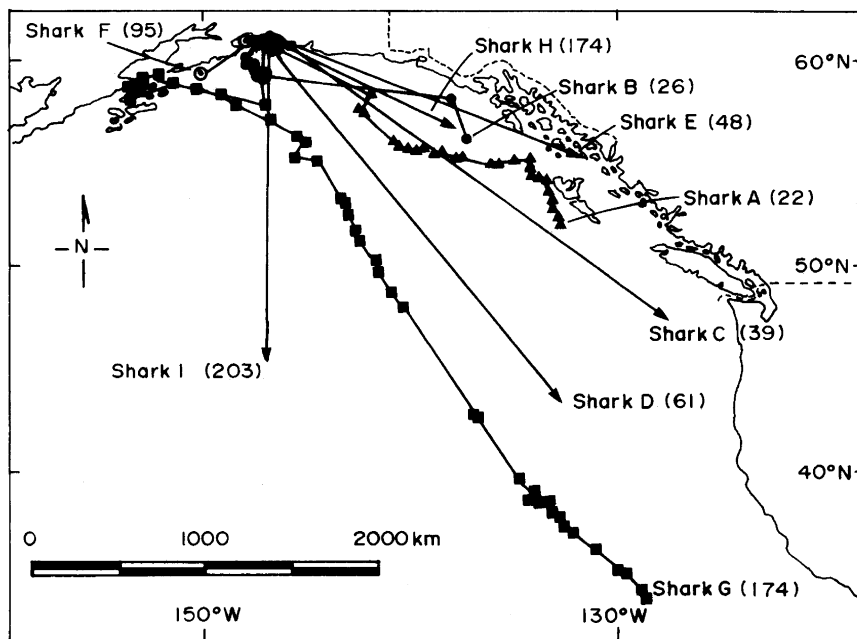 Shark F (95)
Shark H (174)
60°N
Shark B (26)
Shark E (48)
Shark A (22)
–N–
50°N
Shark C (39)
Shark I (203)
Shark D (61)
40°N
0 1000 2000 km
Shark G (174)
150°W 130°W